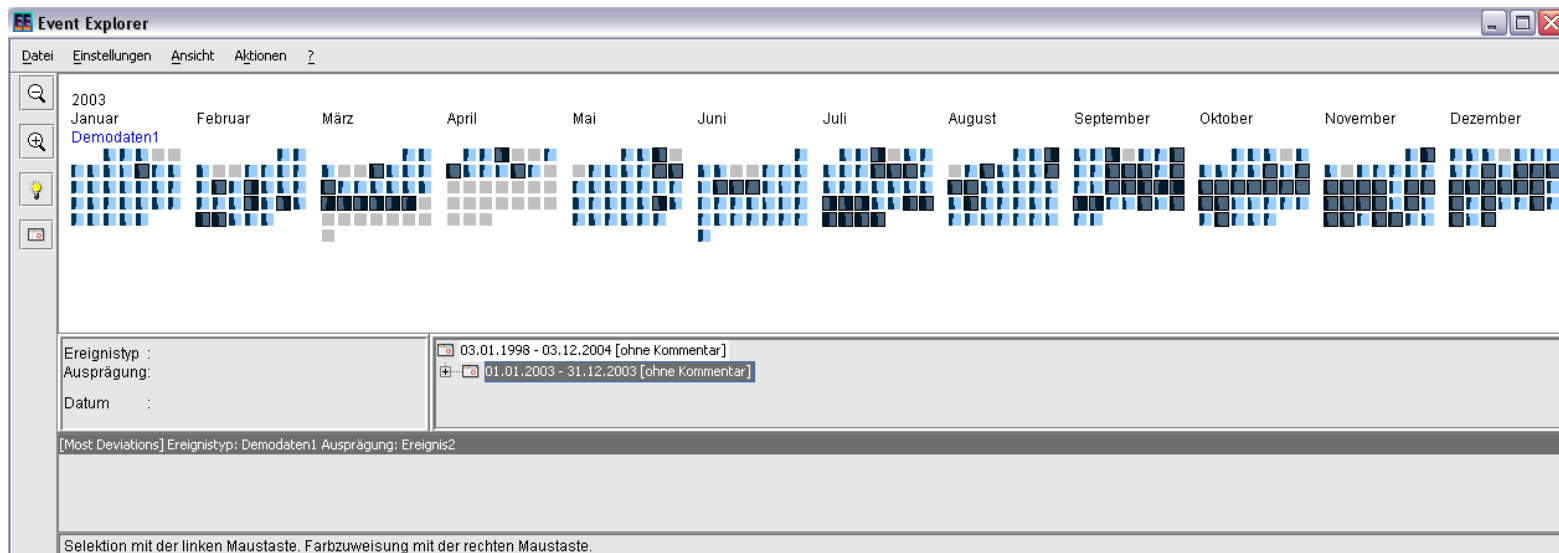 EE Event Explorer
Datei Einstellungen Ansicht Aktionen ?
2003
Januar Februar März April Mai Juni Juli August September Oktober November Dezember
Demodaten1
Ereignistyp :
Ausprägung:
Datum :
03.01.1998 - 03.12.2004 [ohne Kommentar]
01.01.2003 - 31.12.2003 [ohne Kommentar]
[Most Deviations] Ereignistyp: Demodaten1 Ausprägung: Ereignis2
Selektion mit der linken Maustaste. Farbzuweisung mit der rechten Maustaste.